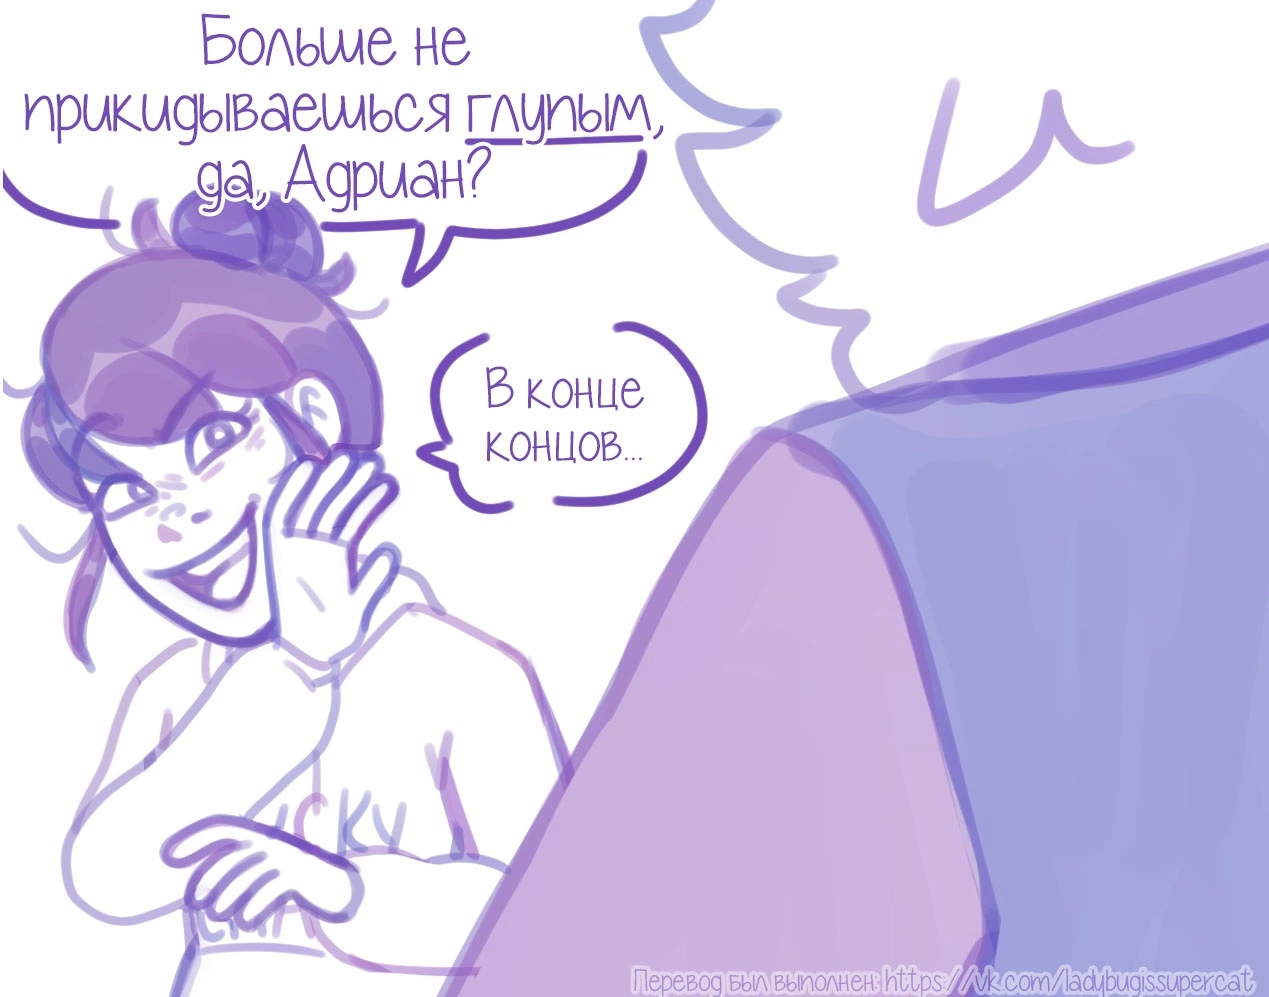 Больше не
прикидываешься глупым,
да, Адриан?
В конце
концов...
Перевод был выполнен: https://vk.com/ladybugissupercat